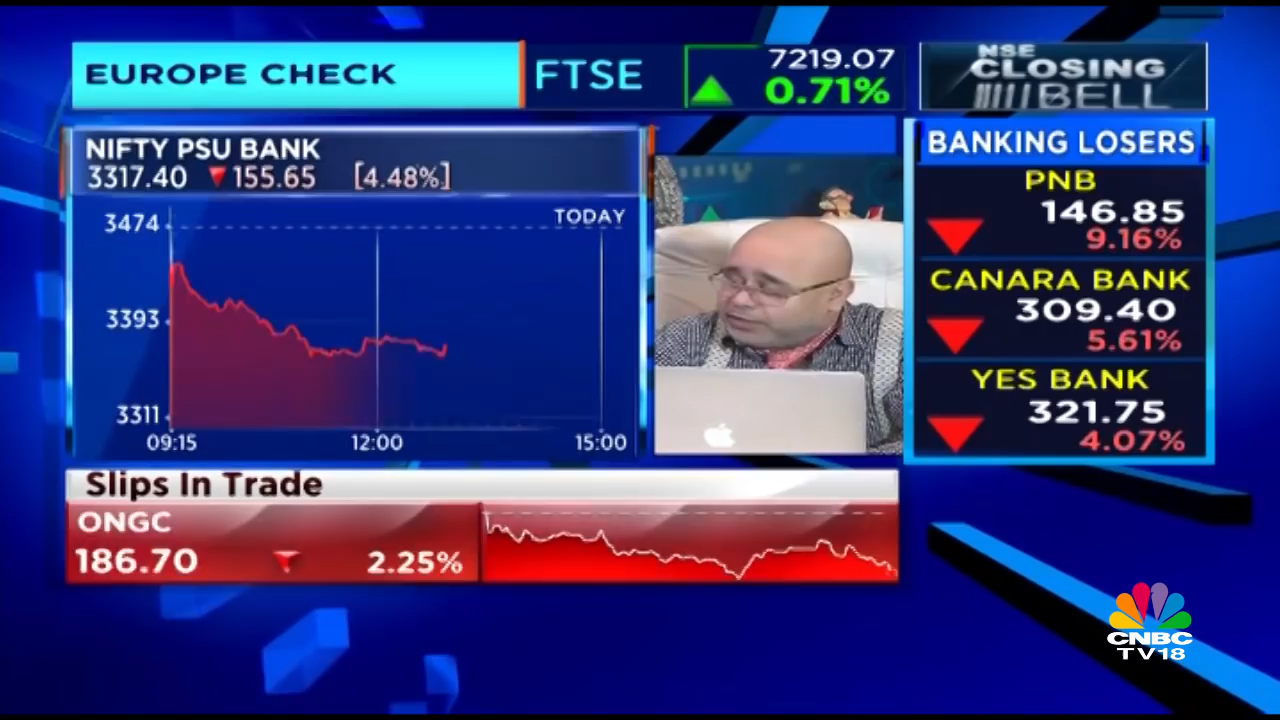 EUROPE CHECK
FTSE
7219.07
0.71%
NSE
CLOSING
BELL
NIFTY PSU BANK
3317.40 155.65 [4.48%]
TODAY
3474
3393
3311
09:15 12:00 15:00
BANKING LOSERS
PNB
146.85
9.16%
CANARA BANK
309.40
5.61%
YES BANK
321.75
4.07%
Slips In Trade
ONGC
186.70 2.25%
CNBC
TV18